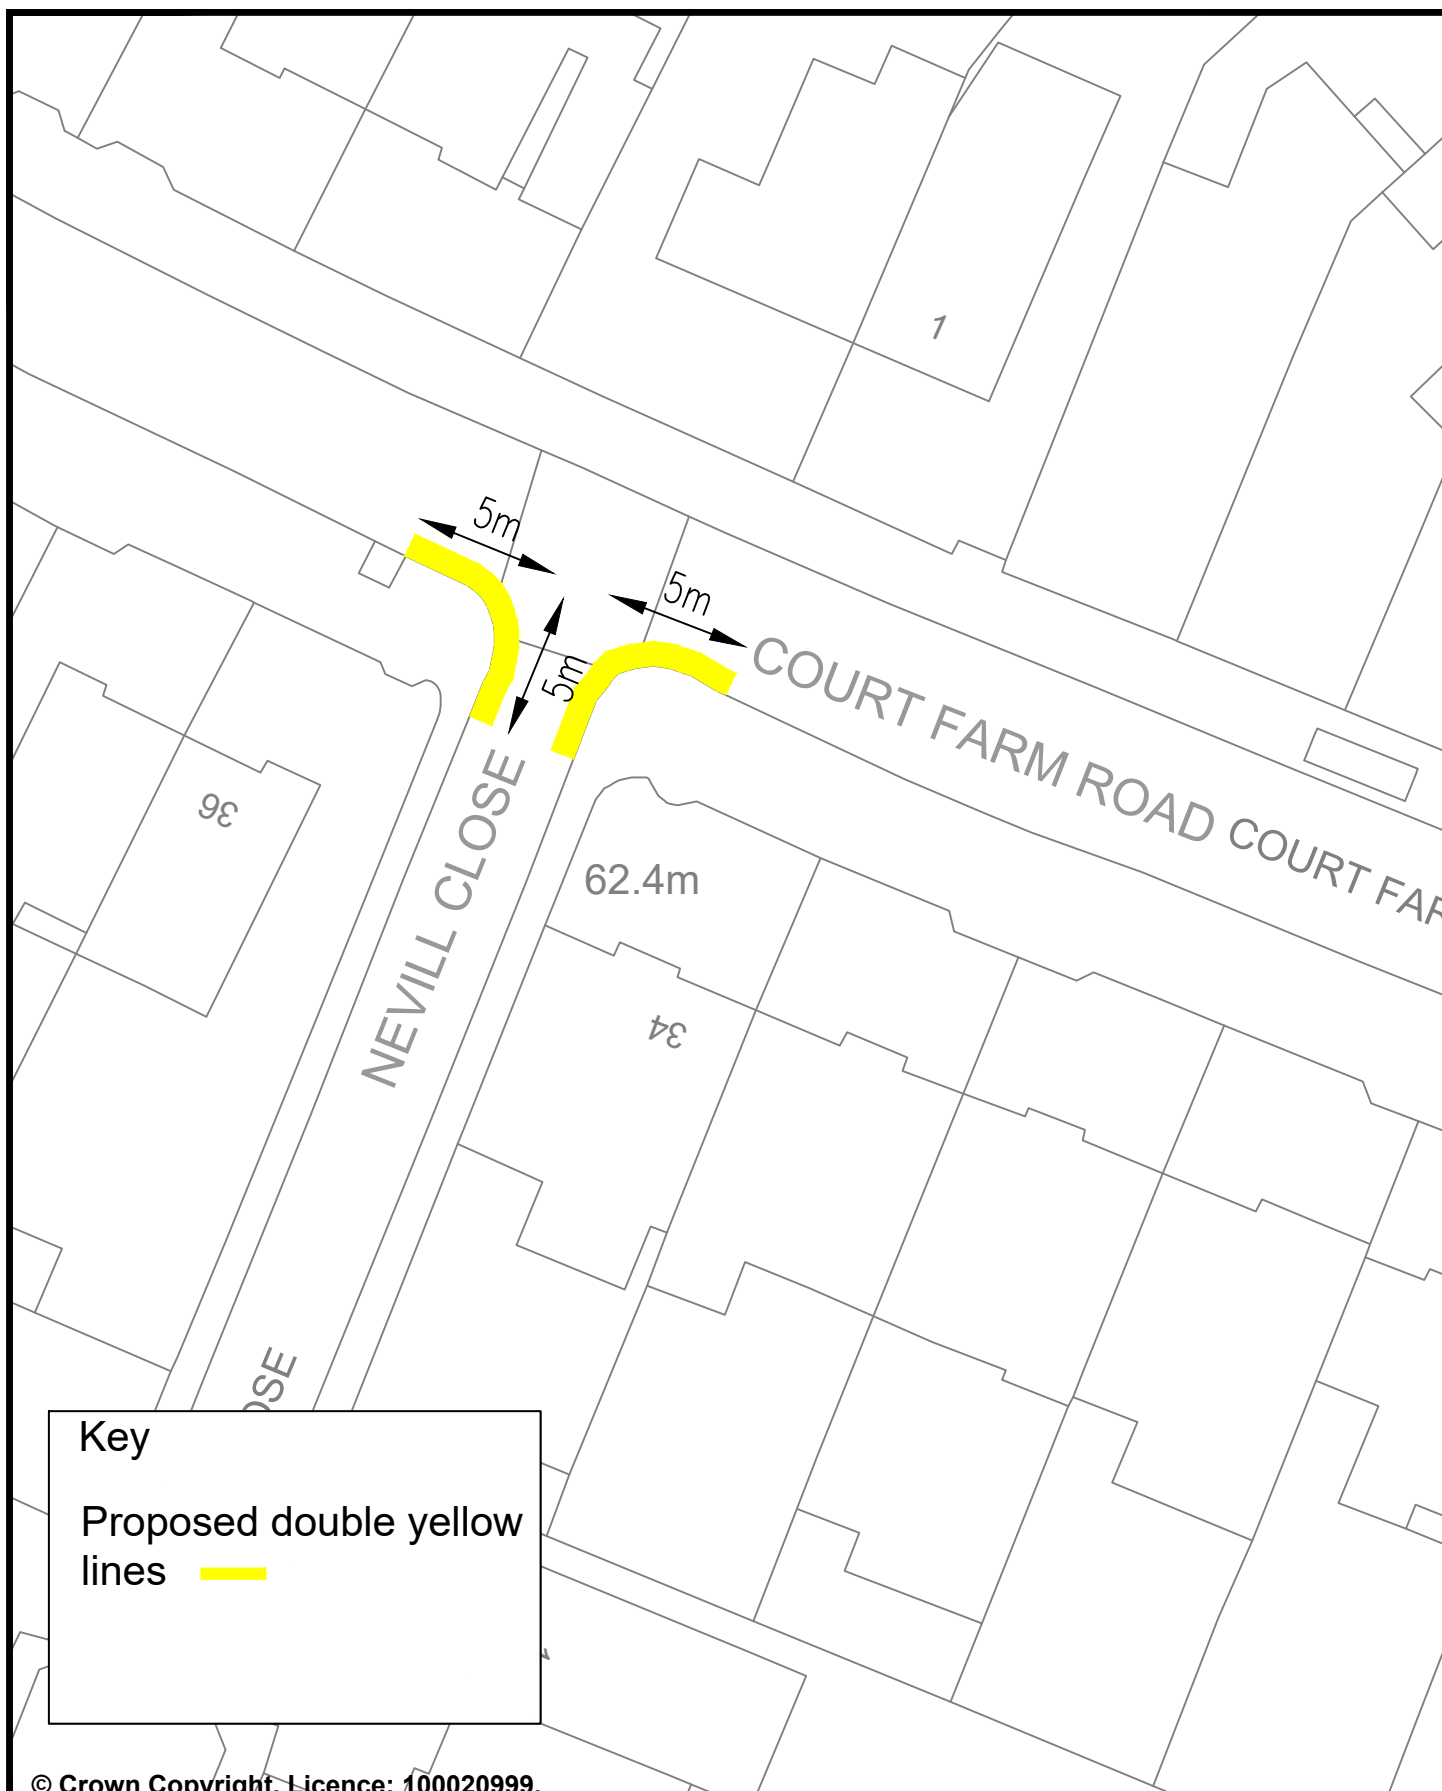 1
5m
5m
5m
COURT FARM ROAD
COURT FAR
36
NEVILL CLOSE
62.4m
34
OSE
Key
Proposed double yellow
lines
© Crown Copyright. Licence: 100020999.